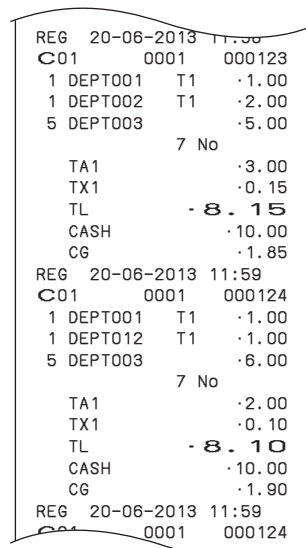 REG 20-06-2013 11:58
C01 0001 000123
1 DEPT001 T1 ·1.00
1 DEPT002 T1 ·2.00
5 DEPT003 ·5.00
7 No
TA1 ·3.00
TX1 ·0.15
TL ·8.15
CASH ·10.00
CG ·1.85
REG 20-06-2013 11:59
C01 0001 000124
1 DEPT001 T1 ·1.00
1 DEPT012 T1 ·1.00
5 DEPT003 ·6.00
7 No
TA1 ·2.00
TX1 ·0.10
TL ·8.10
CASH ·10.00
CG ·1.90
REG 20-06-2013 11:59
C01 0001 000124